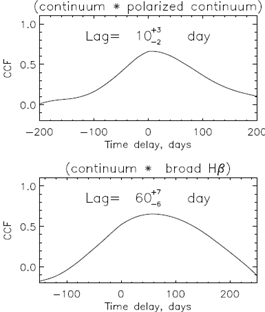 (continuum * polarized continuum)
Lag= 10 +3 -2 day
1.0
0.5
0.0
CCF
-200 -100 0 100 200
Time delay, days
(continuum * broad Hβ)
Lag= 60 +7 -6 day
1.0
0.5
0.0
CCF
-100 0 100 200
Time delay, days